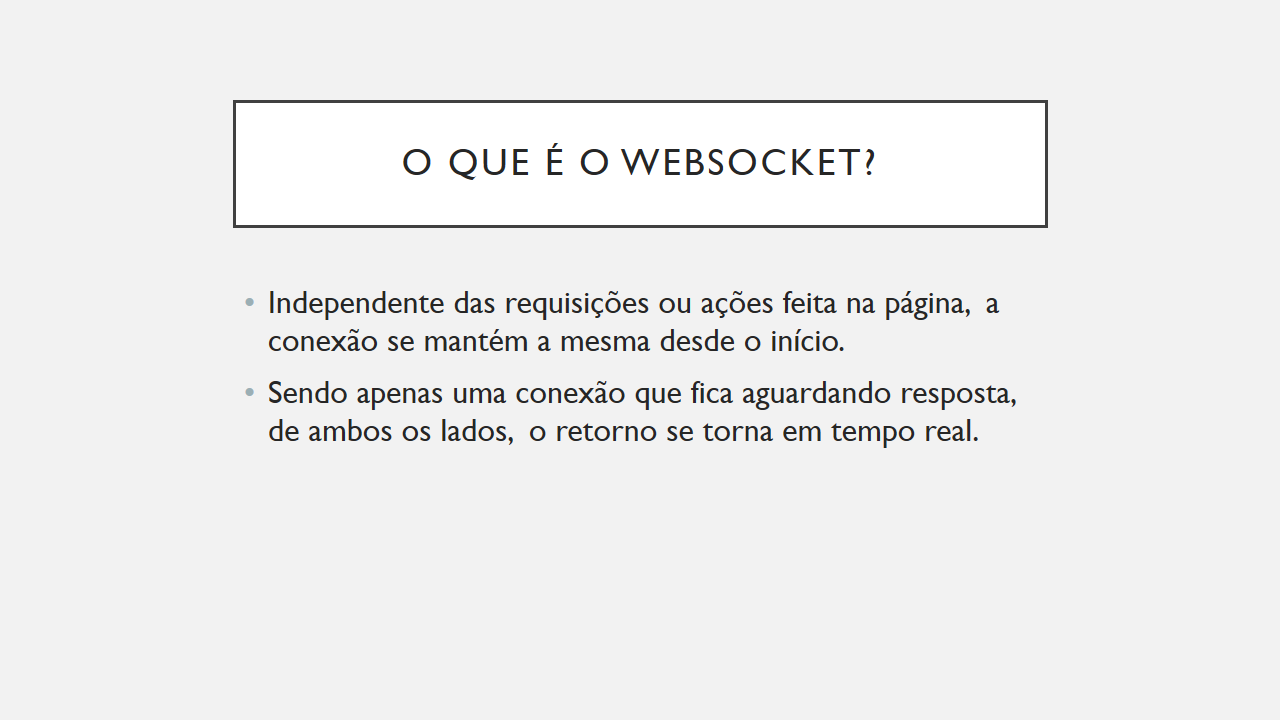 O QUE É O WEBSOCKET?
• Independente das requisições ou ações feita na página, a
conexão se mantém a mesma desde o início.
• Sendo apenas uma conexão que fica aguardando resposta,
de ambos os lados, o retorno se torna em tempo real.